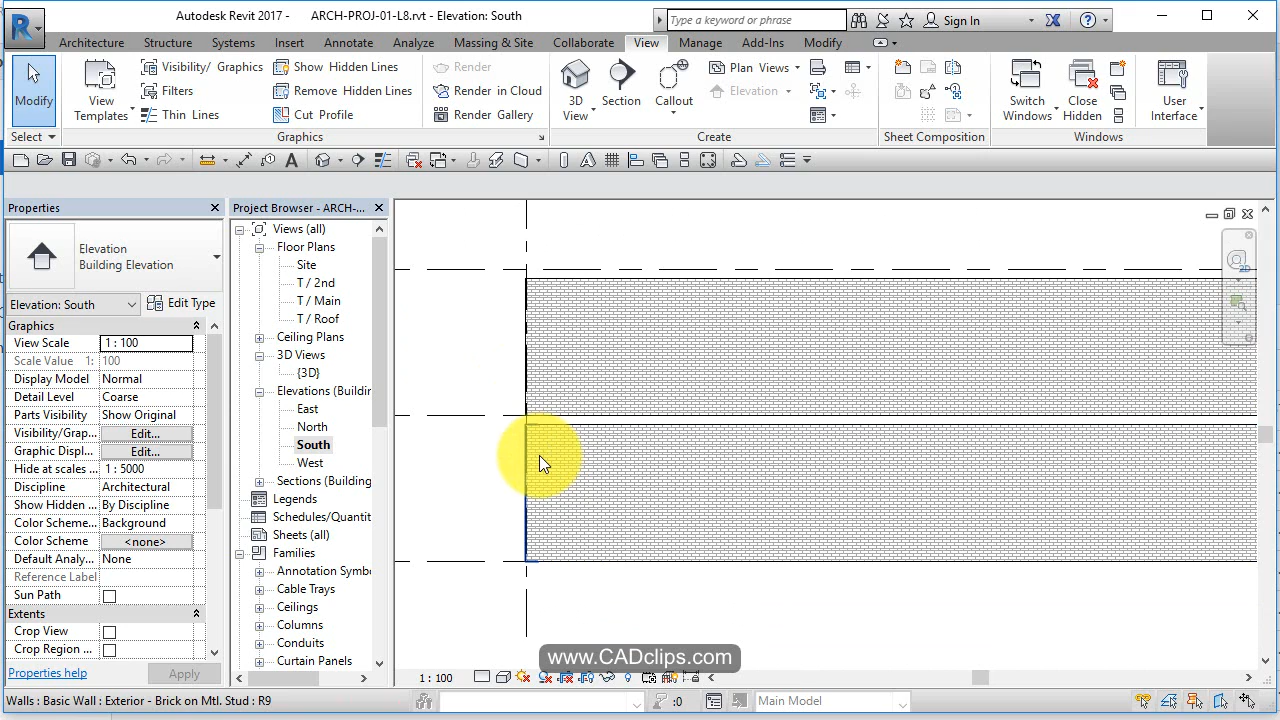 Autodesk Revit 2017 - ARCH-PROJ-01-L8.rvt - Elevation: South
Type a keyword or phrase
Sign In
Architecture Structure Systems Insert Annotate Analyze Massing & Site Collaborate View Manage Add-Ins Modify
Modify
Select
View Templates
Visibility/ Graphics
Filters
Thin Lines
Show Hidden Lines
Remove Hidden Lines
Cut Profile
Graphics
Render
Render in Cloud
Render Gallery
3D View
Section
Callout
Plan Views
Elevation
Create
Sheet Composition
Switch Windows
Close Hidden
Windows
User Interface
Properties
Elevation
Building Elevation
Elevation: South
Edit Type
Graphics
View Scale 1 : 100
Scale Value 1: 100
Display Model Normal
Detail Level Coarse
Parts Visibility Show Original
Visibility/Grap... Edit...
Graphic Displ... Edit...
Hide at scales ... 1 : 5000
Discipline Architectural
Show Hidden ... By Discipline
Color Scheme... Background
Color Scheme <none>
Default Analy... None
Reference Label
Sun Path
Extents
Crop View
Crop Region ...
Properties help
Apply
Project Browser - ARCH-...
Views (all)
Floor Plans
Site
T / 2nd
T / Main
T / Roof
Ceiling Plans
3D Views
{3D}
Elevations (Buildin
East
North
South
West
Sections (Building
Legends
Schedules/Quantit
Sheets (all)
Families
Annotation Symb
Cable Trays
Ceilings
Columns
Conduits
Curtain Panels
2D
www.CADclips.com
1 : 100
Walls : Basic Wall : Exterior - Brick on Mtl. Stud : R9
:0
Main Model